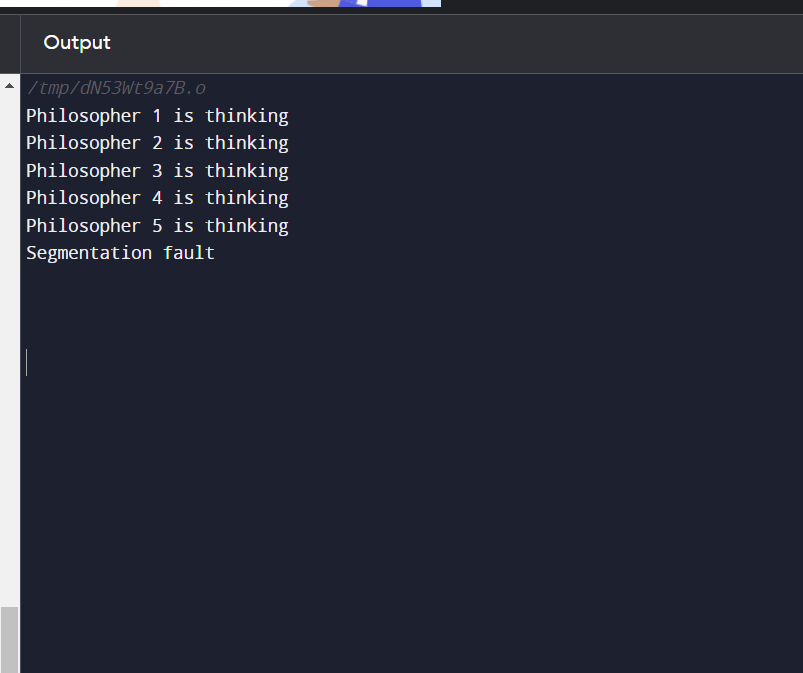 Output
/tmp/dN53Wt9a7B.o
Philosopher 1 is thinking
Philosopher 2 is thinking
Philosopher 3 is thinking
Philosopher 4 is thinking
Philosopher 5 is thinking
Segmentation fault